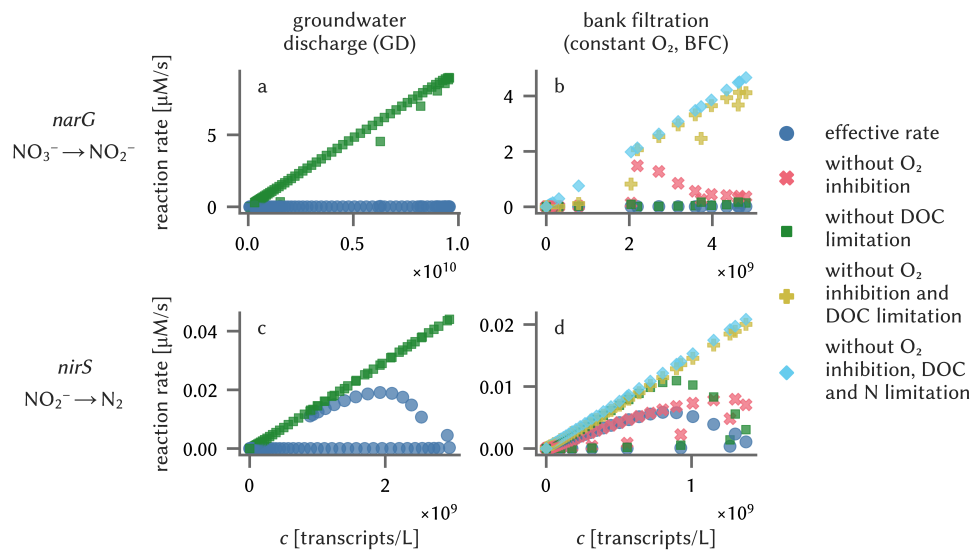 groundwater
discharge (GD)
bank filtration
(constant O₂, BFC)
narG
NO₃⁻ → NO₂⁻
reaction rate [µM/s]
a
5
0
0.0
0.5
1.0
×10¹⁰
b
4
2
0
0
2
4
×10⁹
effective rate
without O₂
inhibition
without DOC
limitation
without O₂
inhibition and
DOC limitation
without O₂
inhibition, DOC
and N limitation
nirS
NO₂⁻ → N₂
reaction rate [µM/s]
c
0.04
0.02
0.00
0
2
×10⁹
c [transcripts/L]
d
0.02
0.01
0.00
0
1
×10⁹
c [transcripts/L]